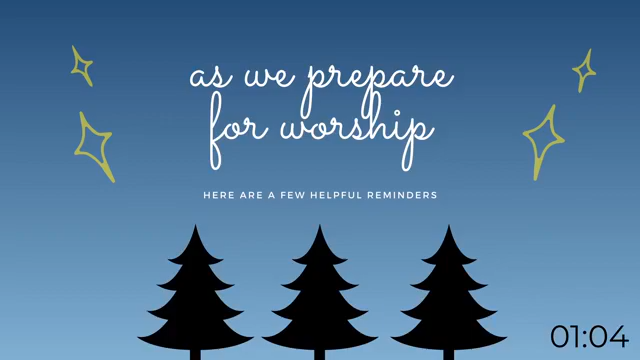 as we prepare
for worship
HERE ARE A FEW HELPFUL REMINDERS
01:04